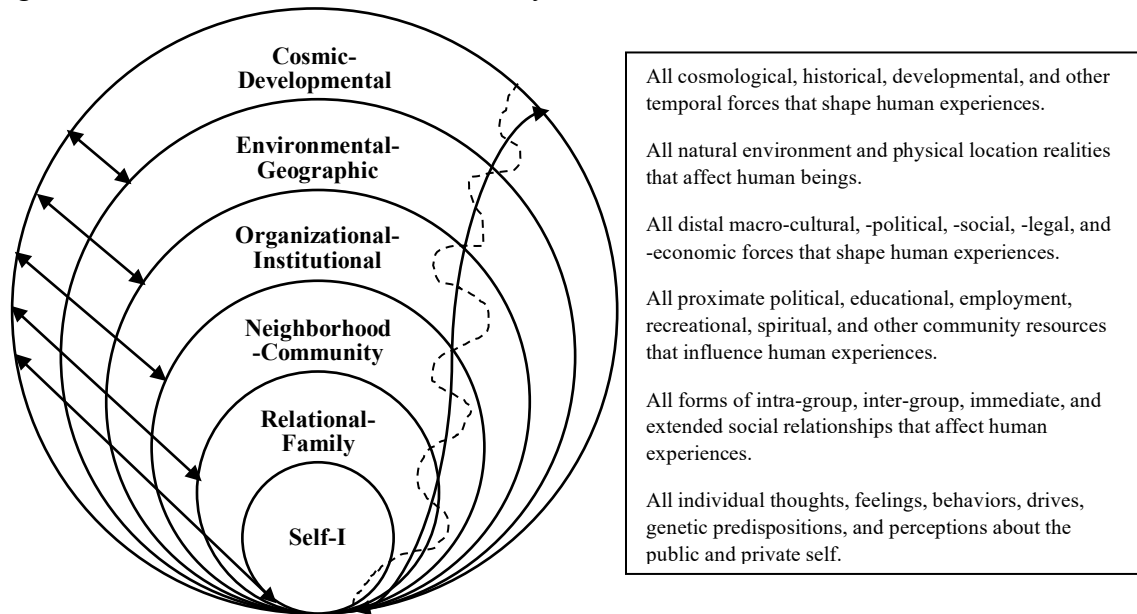 Cosmic-
Developmental
Environmental-
Geographic
Organizational-
Institutional
Neighborhood
-Community
Relational-
Family
Self-I
All cosmological, historical, developmental, and other
temporal forces that shape human experiences.
All natural environment and physical location realities
that affect human beings.
All distal macro-cultural, -political, -social, -legal, and
-economic forces that shape human experiences.
All proximate political, educational, employment,
recreational, spiritual, and other community resources
that influence human experiences.
All forms of intra-group, inter-group, immediate, and
extended social relationships that affect human
experiences.
All individual thoughts, feelings, behaviors, drives,
genetic predispositions, and perceptions about the
public and private self.